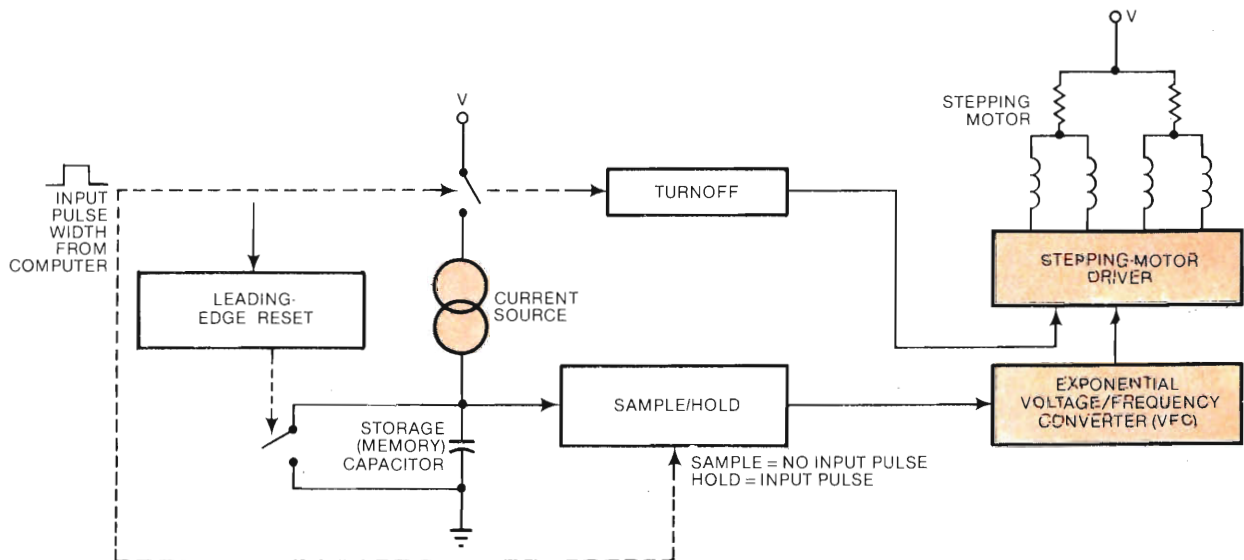 V
STEPPING
MOTOR
V
INPUT
PULSE
WIDTH
FROM
COMPUTER
TURNOFF
STEPPING-MOTOR
DRIVER
LEADING-
EDGE RESET
CURRENT
SOURCE
STORAGE
(MEMORY)
CAPACITOR
SAMPLE/HOLD
EXPONENTIAL
VOLTAGE/FREQUENCY
CONVERTER (VFC)
SAMPLE = NO INPUT PULSE
HOLD = INPUT PULSE